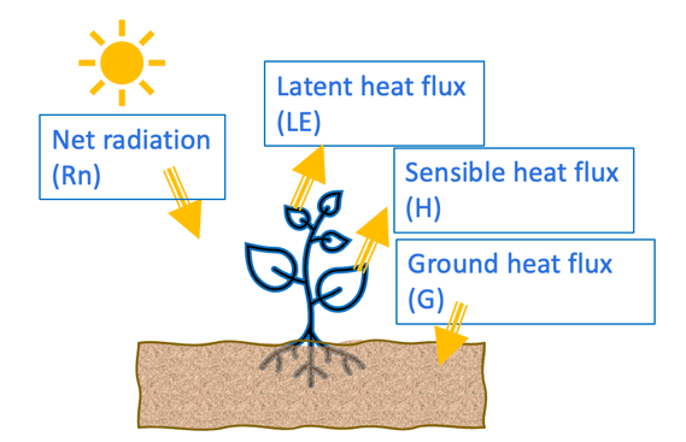 Net radiation
(Rn)
Latent heat flux
(LE)
Sensible heat flux
(H)
Ground heat flux
(G)